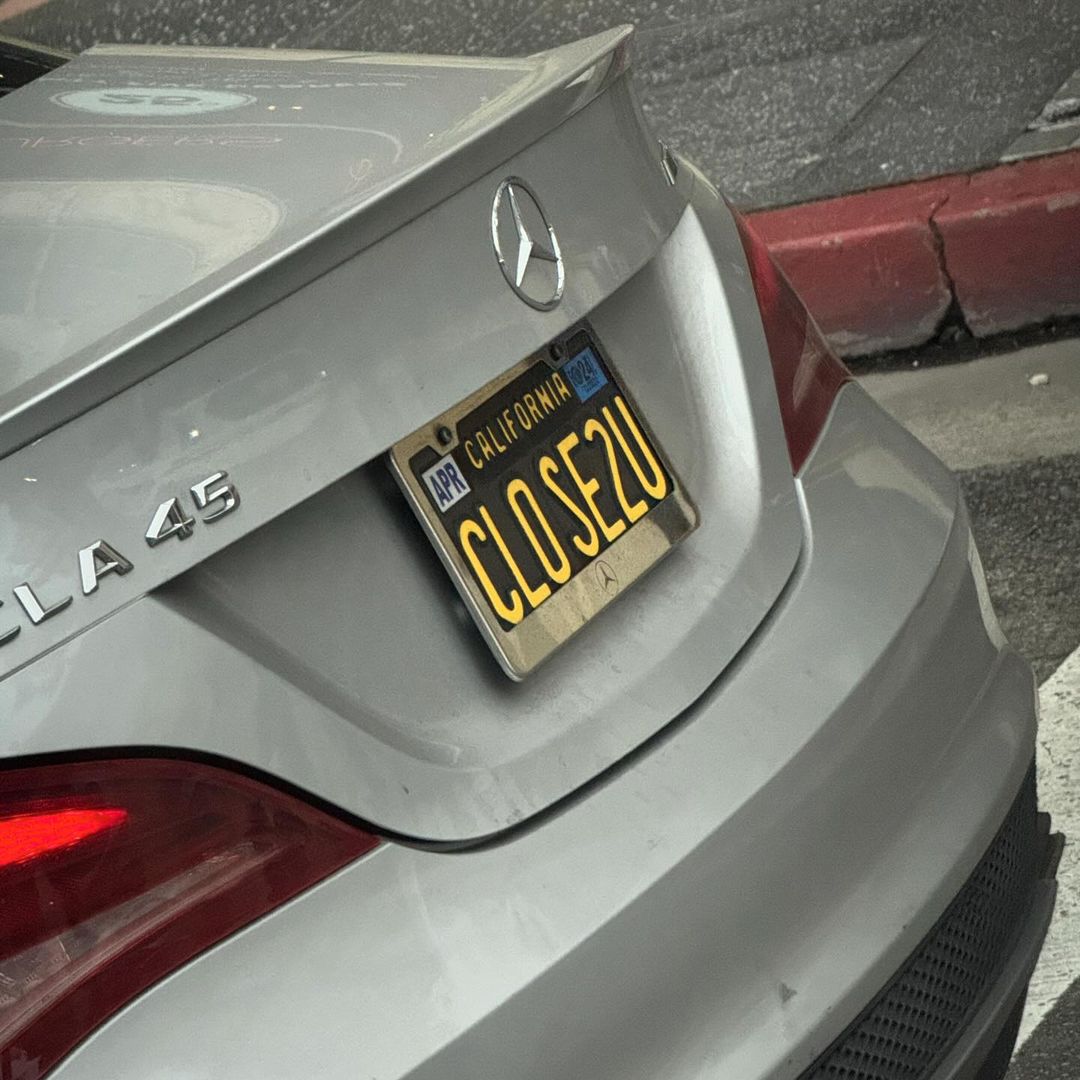 CLA 45
CALIFORNIA
24
APR
CLOSE2U